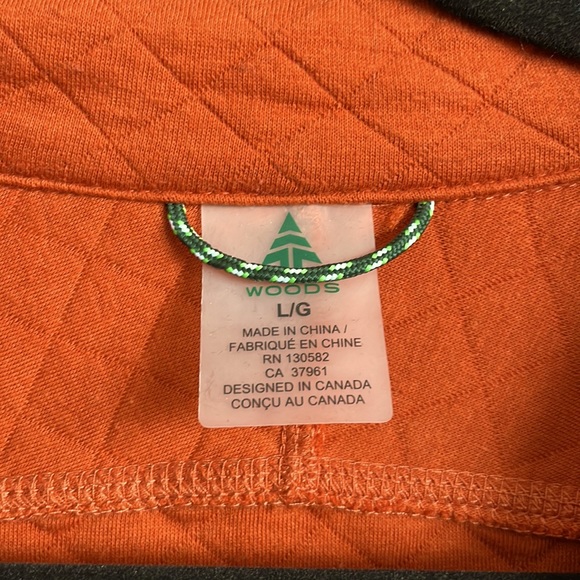 WOODS
L/G
MADE IN CHINA /
FABRIQUÉ EN CHINE
RN 130582
CA 37961
DESIGNED IN CANADA
CONÇU AU CANADA